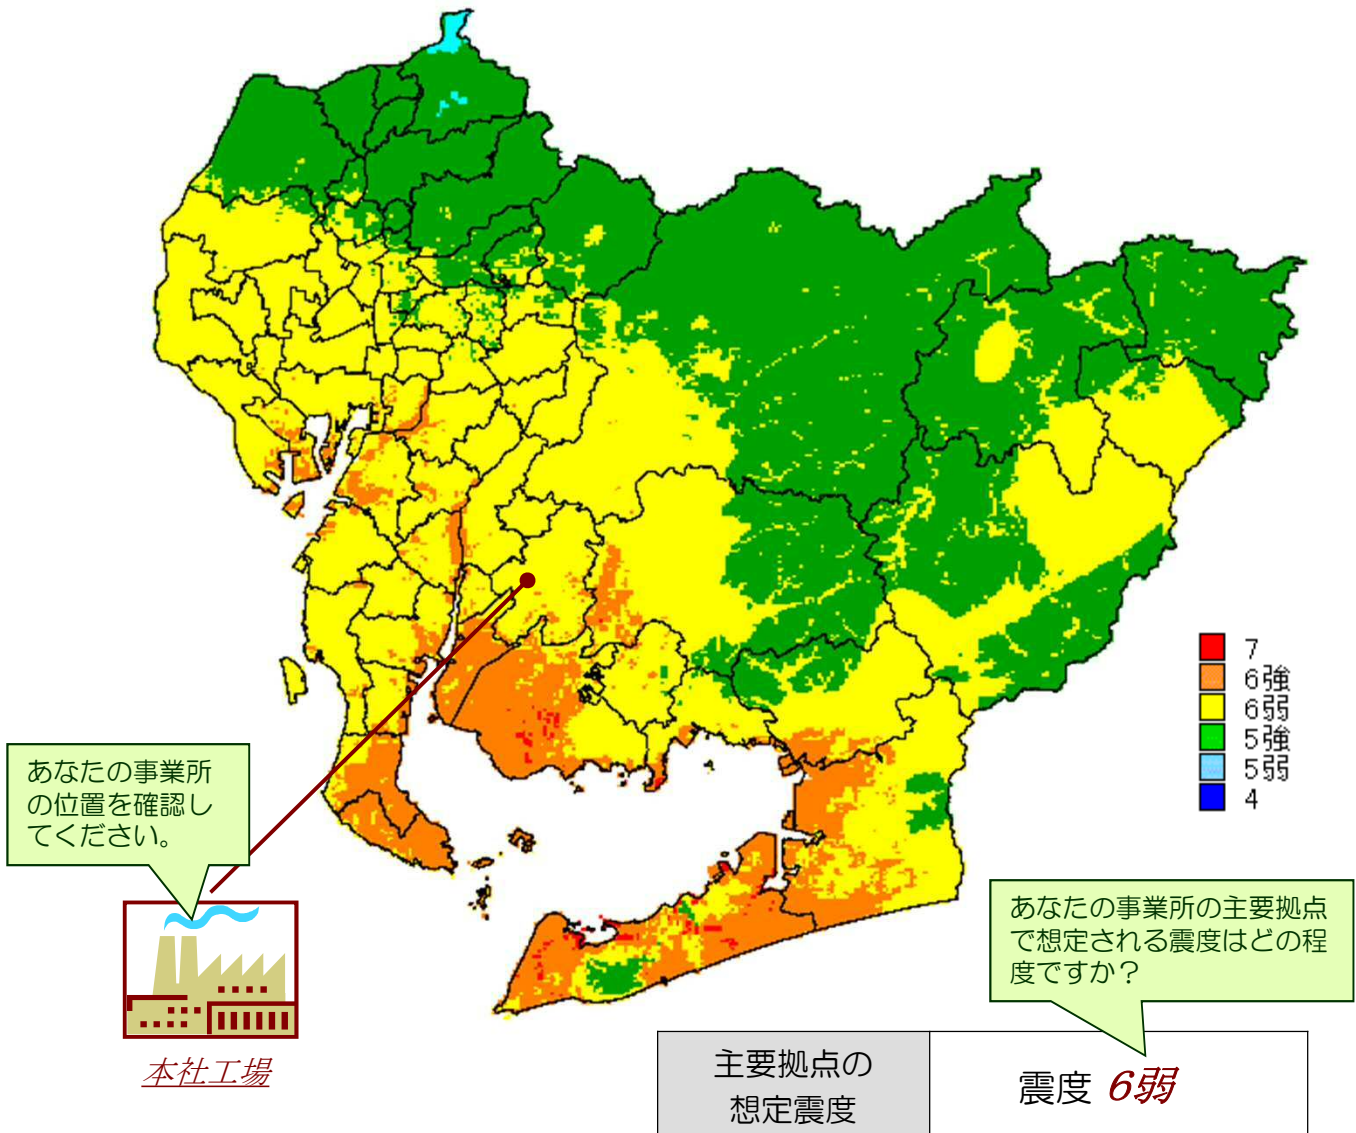 7
6強
6弱
5強
5弱
4
あなたの事業所
の位置を確認し
てください。
本社工場
あなたの事業所の主要拠点
で想定される震度はどの程
度ですか？
主要拠点の
想定震度
震度 6弱